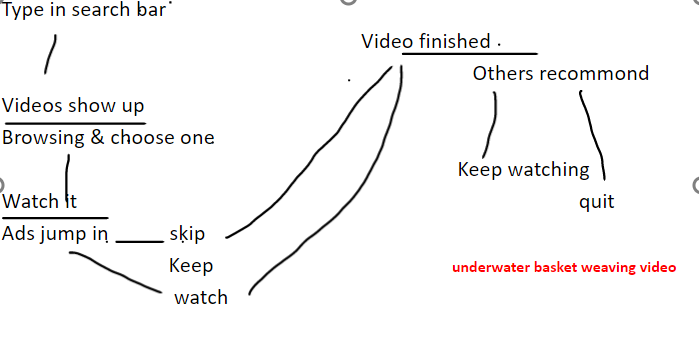 Type in search bar
Videos show up
Browsing & choose one
Watch it
Ads jump in
skip
Keep
watch
Video finished
Others recommond
Keep watching
quit
underwater basket weaving video